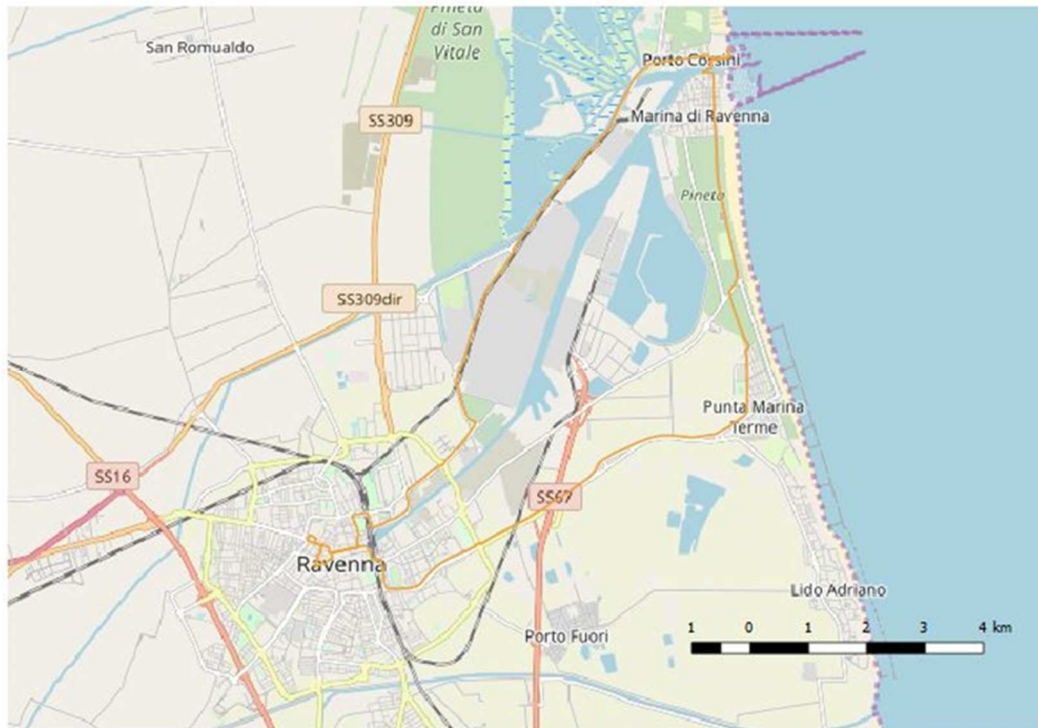 Pineta
di San
Vitale
San Romualdo
Porto Corsini
SS309
Marina di Ravenna
Pineta
SS309dir
Punta Marina
Terme
SS16
SS67
Ravenna
Lido Adriano
Porto Fuori
1 0 1 2 3 4 km